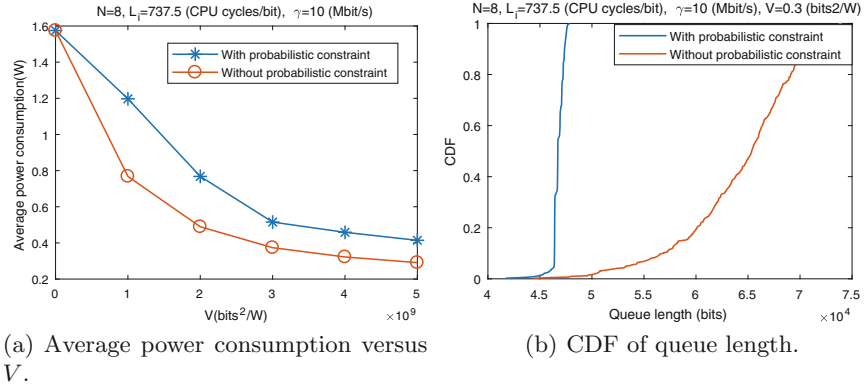 N=8, L_i=737.5 (CPU cycles/bit), γ=10 (Mbit/s)
With probabilistic constraint
Without probabilistic constraint
Average power consumption(W)
1.6
1.4
1.2
1
0.8
0.6
0.4
0.2
0 1 2 3 4 5
V(bits²/W)
×10⁹
(a) Average power consumption versus
V.
N=8, L_i=737.5 (CPU cycles/bit), γ=10 (Mbit/s), V=0.3 (bits2/W)
With probabilistic constraint
Without probabilistic constraint
CDF
1
0.8
0.6
0.4
0.2
0
4 4.5 5 5.5 6 6.5 7 7.5
Queue length (bits)
×10⁴
(b) CDF of queue length.